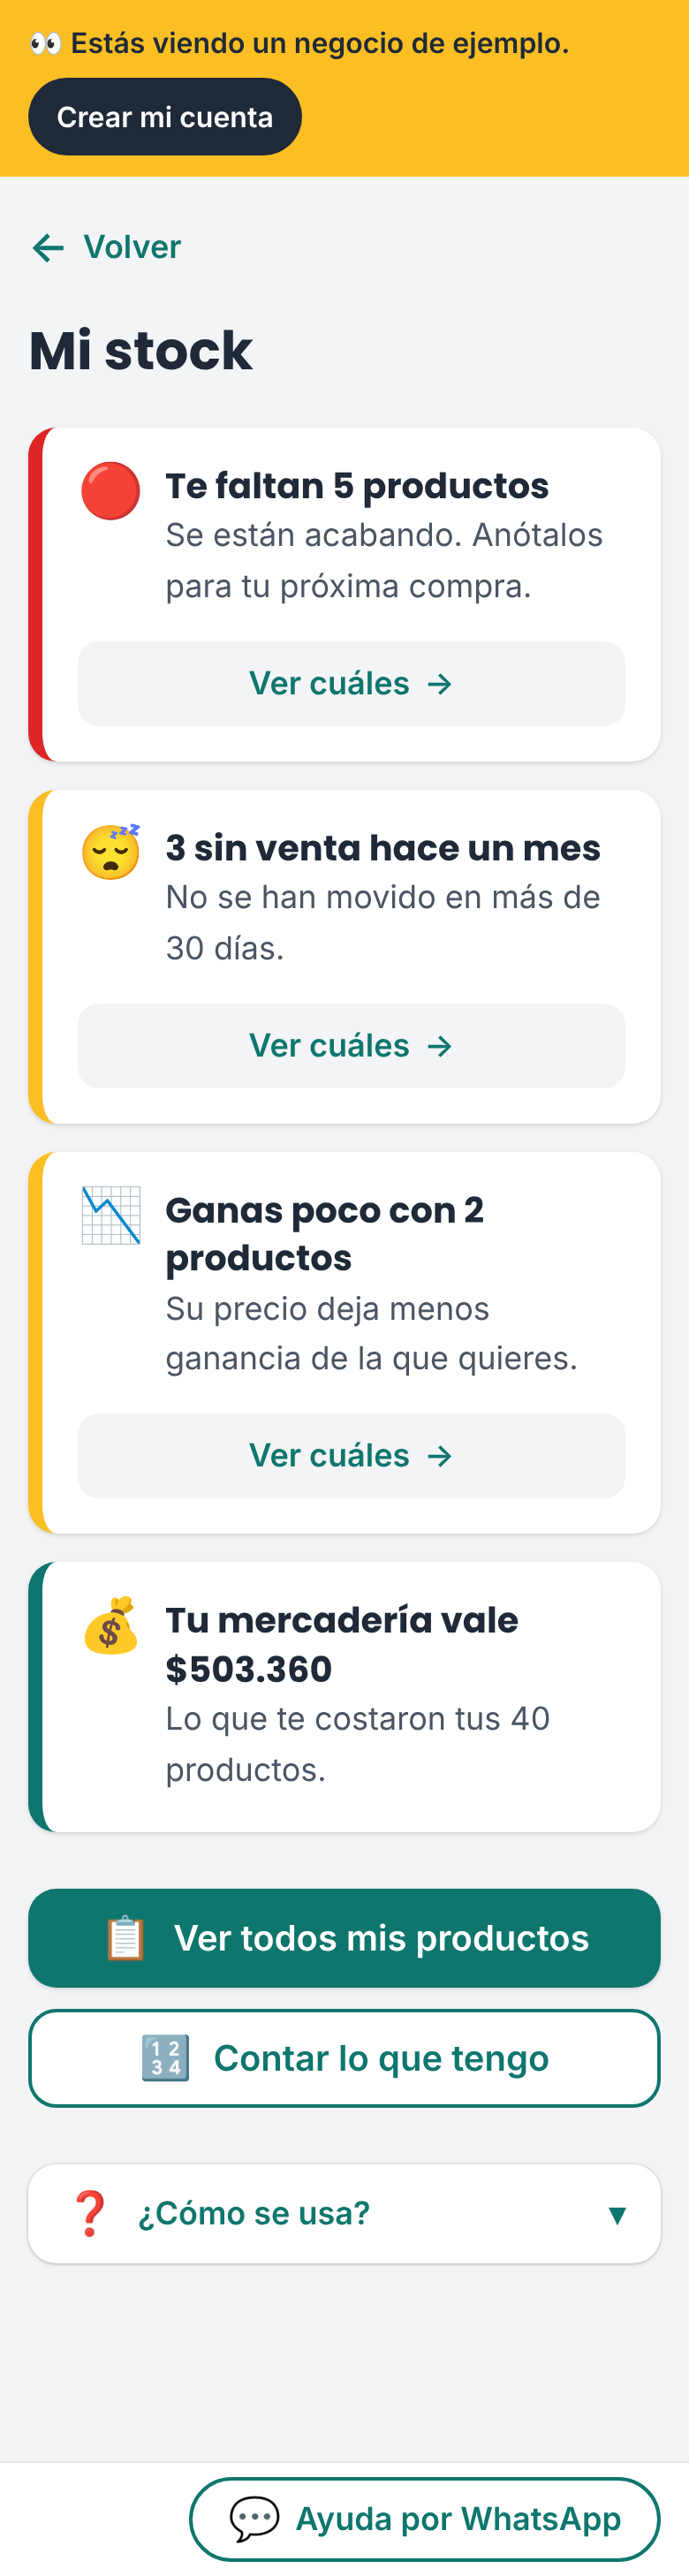 👀 Estás viendo un negocio de ejemplo.
Crear mi cuenta
← Volver
Mi stock
Te faltan 5 productos
Se están acabando. Anótalos
para tu próxima compra.
Ver cuáles →
3 sin venta hace un mes
No se han movido en más de
30 días.
Ver cuáles →
Ganas poco con 2
productos
Su precio deja menos
ganancia de la que quieres.
Ver cuáles →
Tu mercadería vale
$503.360
Lo que te costaron tus 40
productos.
Ver todos mis productos
Contar lo que tengo
❓ ¿Cómo se usa? ▼
Ayuda por WhatsApp